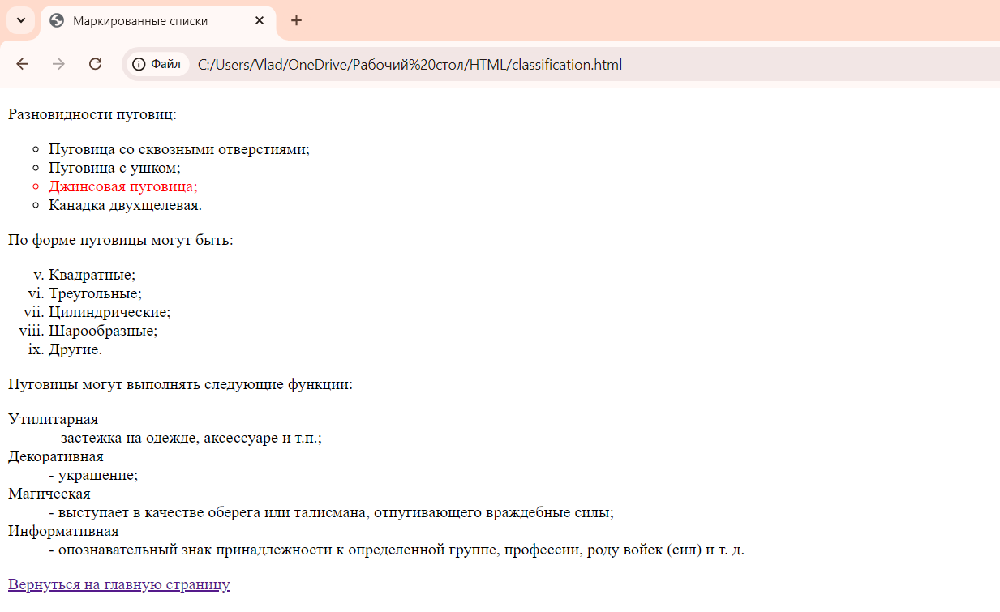 Маркированные списки
Файл C:/Users/Vlad/OneDrive/Рабочий%20стол/HTML/classification.html
Разновидности пуговиц:
Пуговица со сквозными отверстиями;
Пуговица с ушком;
Джинсовая пуговица;
Канадка двухщелевая.
По форме пуговицы могут быть:
v. Квадратные;
vi. Треугольные;
vii. Цилиндрические;
viii. Шарообразные;
ix. Другие.
Пуговицы могут выполнять следующие функции:
Утилитарная
– застежка на одежде, аксессуаре и т.п.;
Декоративная
- украшение;
Магическая
- выступает в качестве оберега или талисмана, отпугивающего враждебные силы;
Информативная
- опознавательный знак принадлежности к определенной группе, профессии, роду войск (сил) и т. д.
Вернуться на главную страницу